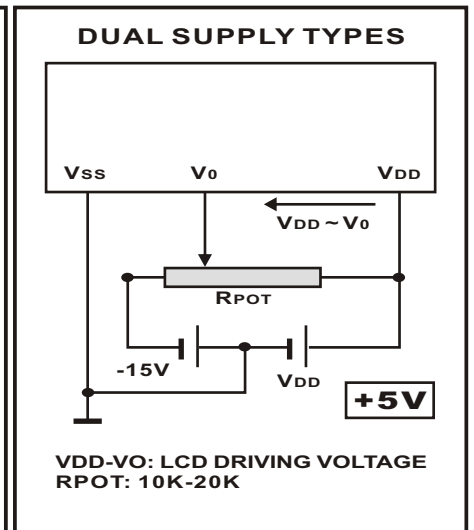 DUAL SUPPLY TYPES
VSS V0 VDD
VDD ~ V0
RPOT
-15V
VDD
+5V
VDD-VO: LCD DRIVING VOLTAGE
RPOT: 10K-20K